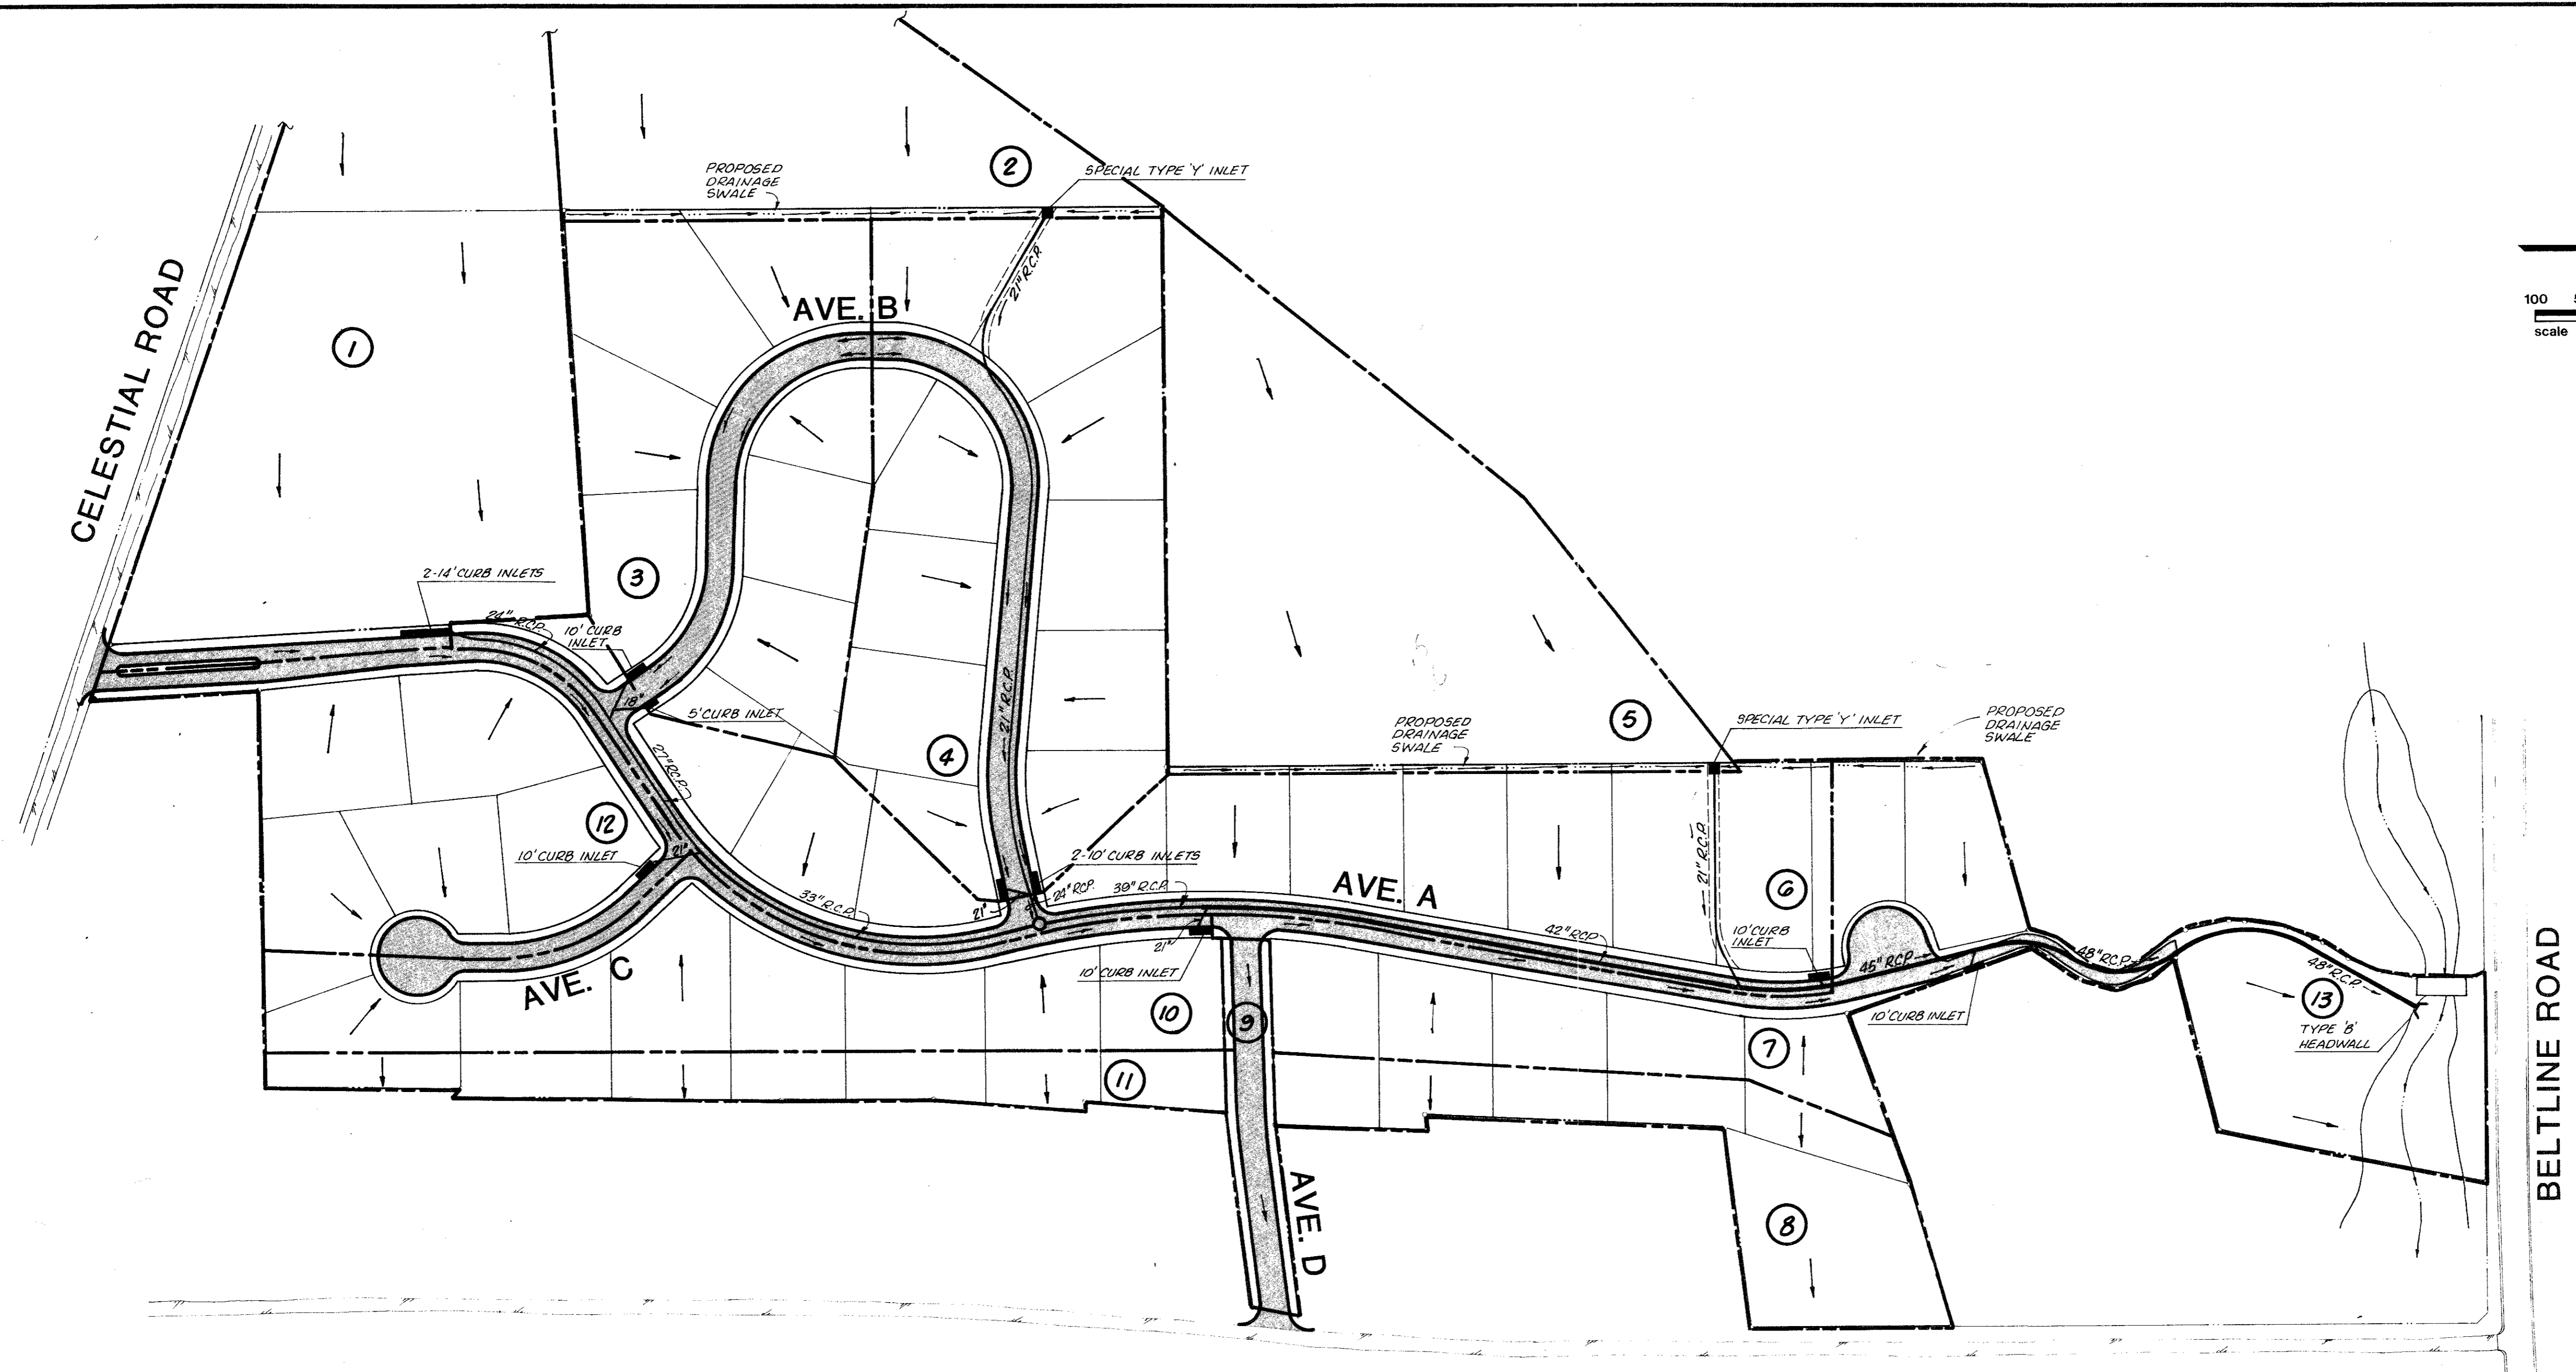 2
PROPOSED
DRAINAGE
SWALE
SPECIAL TYPE 'Y' INLET
21" R.C.P.
100
scale
CELESTIAL ROAD
1
AVE. B
3
2-14' CURB INLETS
24" R.C.P.
10' CURB
INLET
18"
5' CURB INLET
21" R.C.P.
4
27" R.C.P.
5
PROPOSED
DRAINAGE
SWALE
SPECIAL TYPE 'Y' INLET
PROPOSED
DRAINAGE
SWALE
12
10' CURB INLET
21"
2-10' CURB INLETS
24" R.C.P.
21"
33" R.C.P.
39" R.C.P.
AVE. A
21" R.C.P.
6
10' CURB
INLET
42" R.C.P.
45" R.C.P.
48" R.C.P.
48" R.C.P.
21"
10' CURB INLET
AVE. C
10
9
10' CURB INLET
13
TYPE 'B'
HEADWALL
7
11
8
AVE. D
BELTLINE ROAD